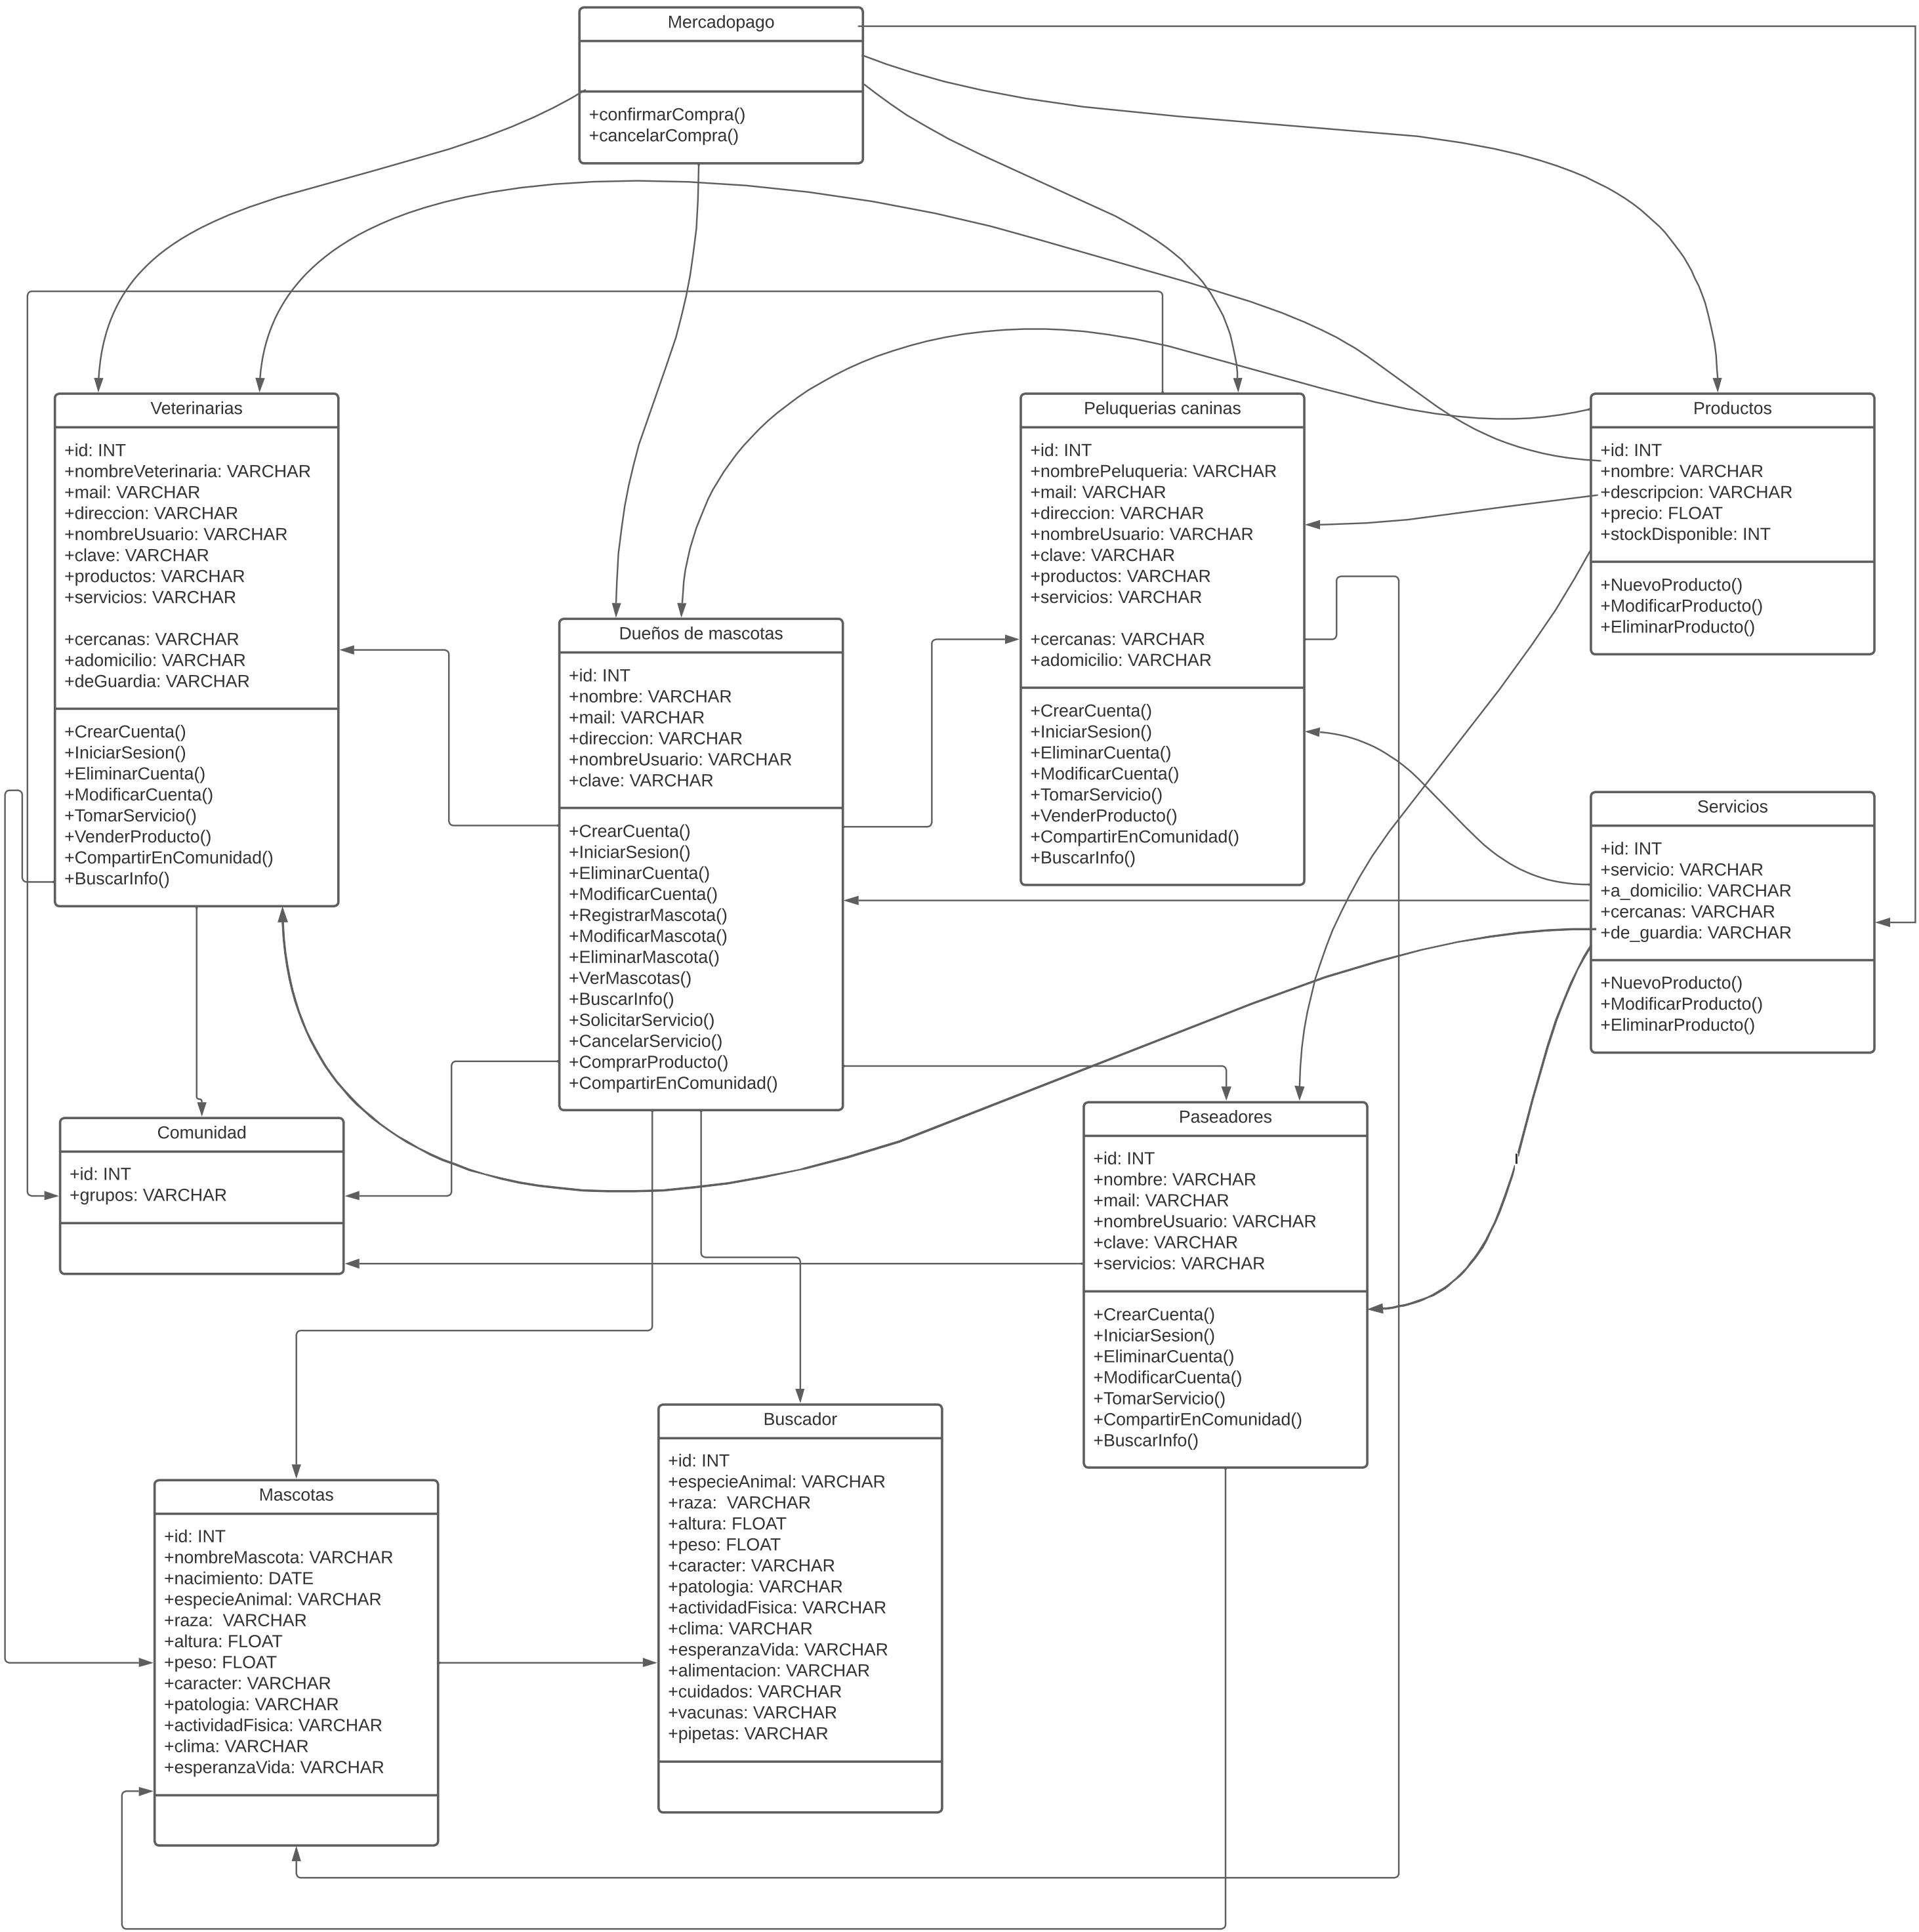 Mercadopago
+confirmarCompra()
+cancelarCompra()
Veterinarias
+id: INT
+nombreVeterinaria: VARCHAR
+mail: VARCHAR
+direccion: VARCHAR
+nombreUsuario: VARCHAR
+clave: VARCHAR
+productos: VARCHAR
+servicios: VARCHAR
+cercanas: VARCHAR
+adomicilio: VARCHAR
+deGuardia: VARCHAR
+CrearCuenta()
+IniciarSesion()
+EliminarCuenta()
+ModificarCuenta()
+TomarServicio()
+VenderProducto()
+CompartirEnComunidad()
+BuscarInfo()
Dueños de mascotas
+id: INT
+nombre: VARCHAR
+mail: VARCHAR
+direccion: VARCHAR
+nombreUsuario: VARCHAR
+clave: VARCHAR
+CrearCuenta()
+IniciarSesion()
+EliminarCuenta()
+ModificarCuenta()
+RegistrarMascota()
+ModificarMascota()
+EliminarMascota()
+VerMascotas()
+BuscarInfo()
+SolicitarServicio()
+CancelarServicio()
+ComprarProducto()
+CompartirEnComunidad()
Peluquerias caninas
+id: INT
+nombrePeluqueria: VARCHAR
+mail: VARCHAR
+direccion: VARCHAR
+nombreUsuario: VARCHAR
+clave: VARCHAR
+productos: VARCHAR
+servicios: VARCHAR
+cercanas: VARCHAR
+adomicilio: VARCHAR
+CrearCuenta()
+IniciarSesion()
+EliminarCuenta()
+ModificarCuenta()
+TomarServicio()
+VenderProducto()
+CompartirEnComunidad()
+BuscarInfo()
Productos
+id: INT
+nombre: VARCHAR
+descripcion: VARCHAR
+precio: FLOAT
+stockDisponible: INT
+NuevoProducto()
+ModificarProducto()
+EliminarProducto()
Servicios
+id: INT
+servicio: VARCHAR
+a_domicilio: VARCHAR
+cercanas: VARCHAR
+de_guardia: VARCHAR
+NuevoProducto()
+ModificarProducto()
+EliminarProducto()
Comunidad
+id: INT
+grupos: VARCHAR
Paseadores
+id: INT
+nombre: VARCHAR
+mail: VARCHAR
+nombreUsuario: VARCHAR
+clave: VARCHAR
+servicios: VARCHAR
+CrearCuenta()
+IniciarSesion()
+EliminarCuenta()
+ModificarCuenta()
+TomarServicio()
+CompartirEnComunidad()
+BuscarInfo()
Mascotas
+id: INT
+nombreMascota: VARCHAR
+nacimiento: DATE
+especieAnimal: VARCHAR
+raza:  VARCHAR
+altura: FLOAT
+peso: FLOAT
+caracter: VARCHAR
+patologia: VARCHAR
+actividadFisica: VARCHAR
+clima: VARCHAR
+esperanzaVida: VARCHAR
Buscador
+id: INT
+especieAnimal: VARCHAR
+raza:  VARCHAR
+altura: FLOAT
+peso: FLOAT
+caracter: VARCHAR
+patologia: VARCHAR
+actividadFisica: VARCHAR
+clima: VARCHAR
+esperanzaVida: VARCHAR
+alimentacion: VARCHAR
+cuidados: VARCHAR
+vacunas: VARCHAR
+pipetas: VARCHAR